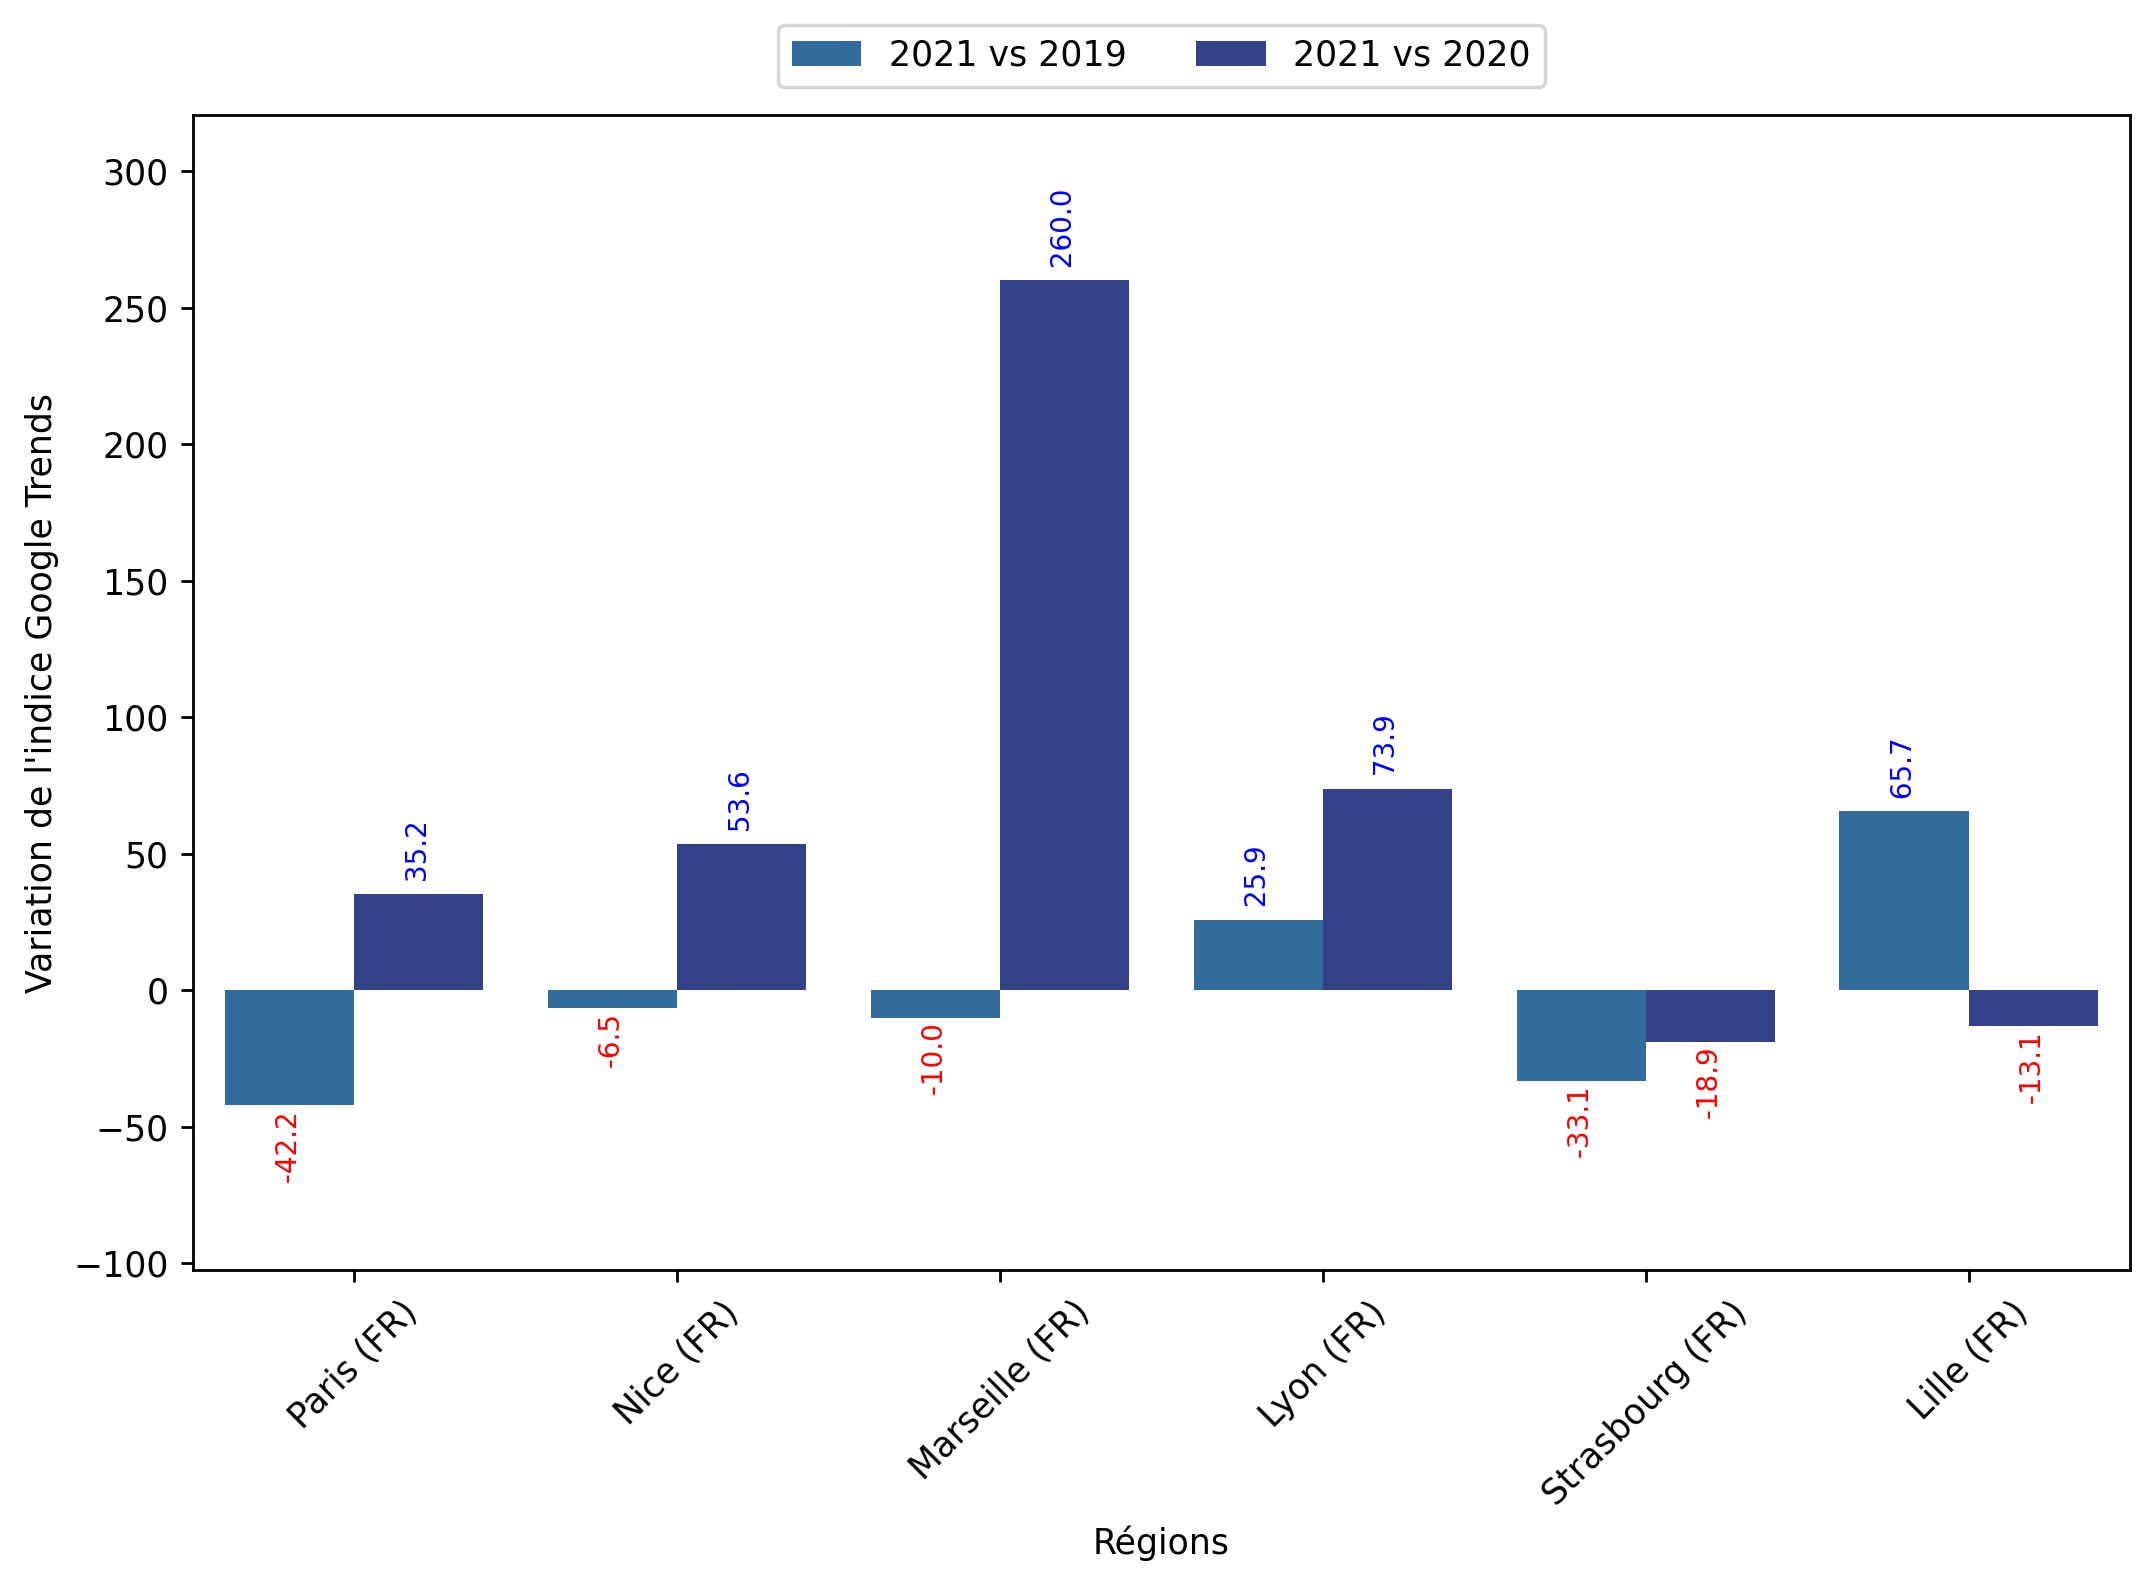 2021 vs 2019
2021 vs 2020
Variation de l'indice Google Trends
300
250
200
150
100
50
0
−50
−100
-42.2
35.2
-6.5
53.6
-10.0
260.0
25.9
73.9
-33.1
-18.9
65.7
-13.1
Paris (FR)
Nice (FR)
Marseille (FR)
Lyon (FR)
Strasbourg (FR)
Lille (FR)
Régions